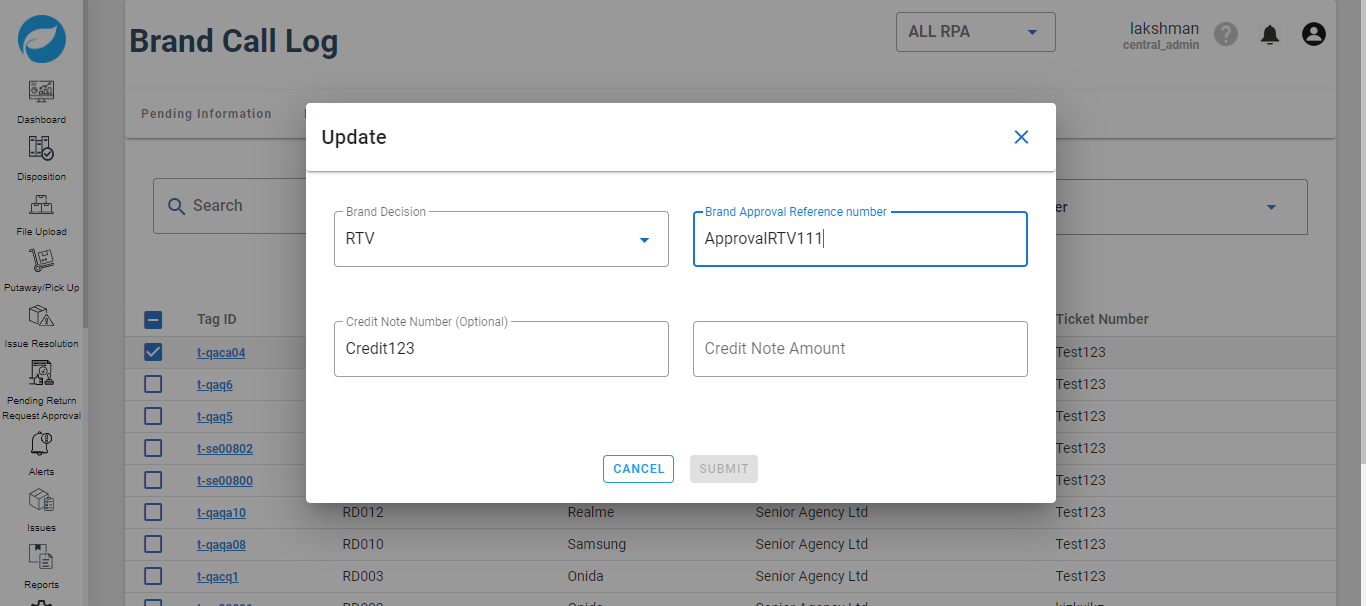 Brand Call Log
ALL RPA
lakshman
central_admin
Dashboard
Disposition
File Upload
Putaway/Pick Up
Issue Resolution
Pending Return
Request Approval
Alerts
Issues
Reports
Pending Information
Search
er
Update
Brand Decision
RTV
Brand Approval Reference number
ApprovalRTV111
Credit Note Number (Optional)
Credit123
Credit Note Amount
CANCEL
SUBMIT
Tag ID
Ticket Number
t-qaca04
Test123
t-qaq6
Test123
t-qaq5
Test123
t-se00802
Test123
t-se00800
Test123
t-qaqa10 RD012 Realme Senior Agency Ltd Test123
t-qaqa08 RD010 Samsung Senior Agency Ltd Test123
t-qacq1 RD003 Onida Senior Agency Ltd Test123